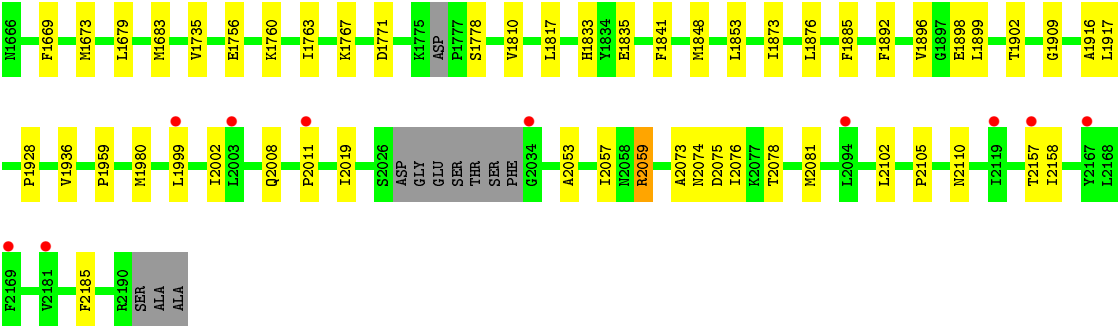 N1666 F1669 M1673 L1679 M1683 V1735 E1756 K1760 I1763 K1767 D1771 K1775 ASP P1777 S1778 V1810 L1817 H1833 Y1834 E1835 F1841 M1848 L1853 I1873 L1876 F1885 F1892 V1896 G1897 E1898 L1899 T1902 G1909 A1916 L1917
P1928 V1936 P1959 M1980 L1999 I2002 L2003 Q2008 P2011 I2019 S2026 ASP GLY GLU SER THR SER PHE G2034 A2053 I2057 N2058 R2059 A2073 N2074 D2075 I2076 K2077 T2078 M2081 L2094 L2102 P2105 N2110 I2119 T2157 I2158 Y2167 L2168
F2169 V2181 F2185 R2190 SER ALA ALA